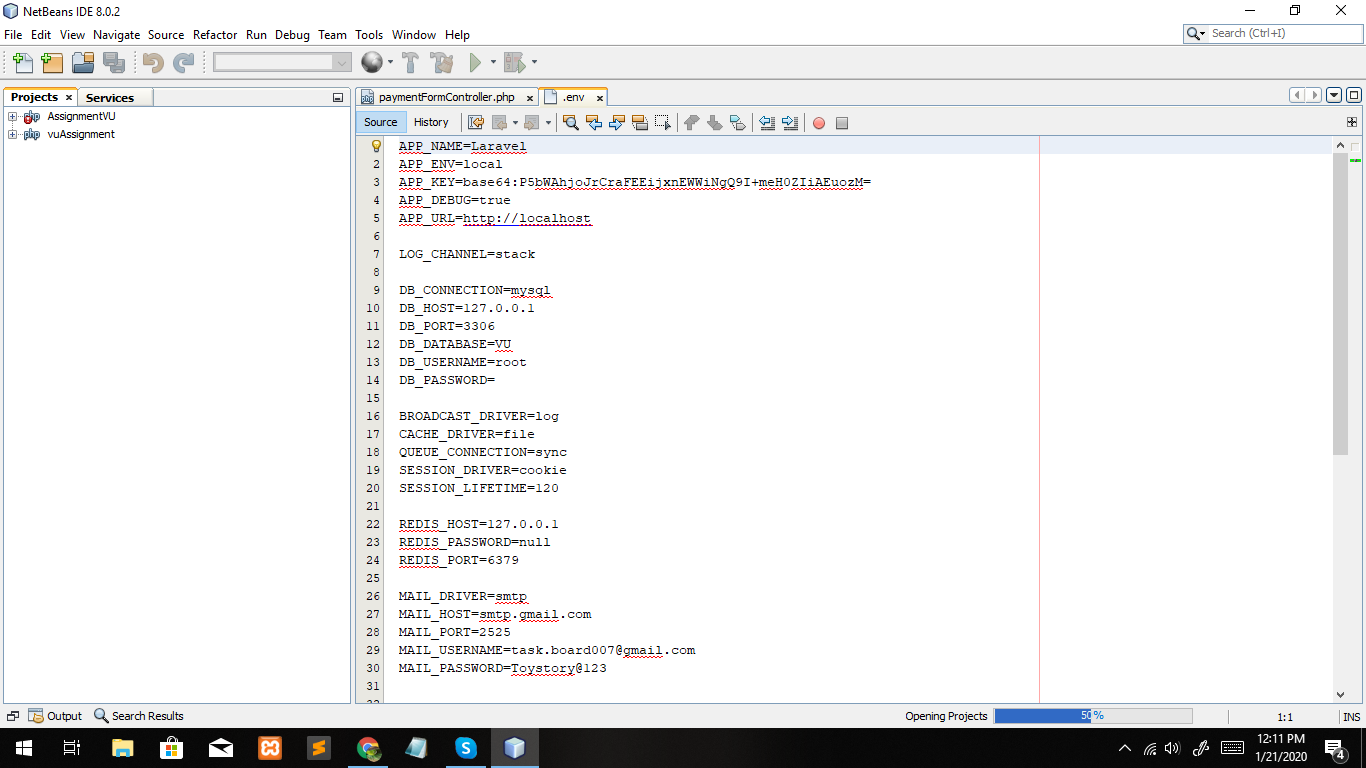 NetBeans IDE 8.0.2
File Edit View Navigate Source Refactor Run Debug Team Tools Window Help
Search (Ctrl+I)
Projects Services
paymentFormController.php .env
AssignmentVU
vuAssignment
Source History
1 APP_NAME=Laravel
2 APP_ENV=local
3 APP_KEY=base64:P5bWAhjoJrCraFEEijxnEWWiNgQ9I+meH0ZIiAEuozM=
4 APP_DEBUG=true
5 APP_URL=http://localhost
6
7 LOG_CHANNEL=stack
8
9 DB_CONNECTION=mysql
10 DB_HOST=127.0.0.1
11 DB_PORT=3306
12 DB_DATABASE=VU
13 DB_USERNAME=root
14 DB_PASSWORD=
15
16 BROADCAST_DRIVER=log
17 CACHE_DRIVER=file
18 QUEUE_CONNECTION=sync
19 SESSION_DRIVER=cookie
20 SESSION_LIFETIME=120
21
22 REDIS_HOST=127.0.0.1
23 REDIS_PASSWORD=null
24 REDIS_PORT=6379
25
26 MAIL_DRIVER=smtp
27 MAIL_HOST=smtp.gmail.com
28 MAIL_PORT=2525
29 MAIL_USERNAME=task.board007@gmail.com
30 MAIL_PASSWORD=Toystory@123
31
Output Search Results
Opening Projects 50% 1:1 INS
12:11 PM
1/21/2020
4